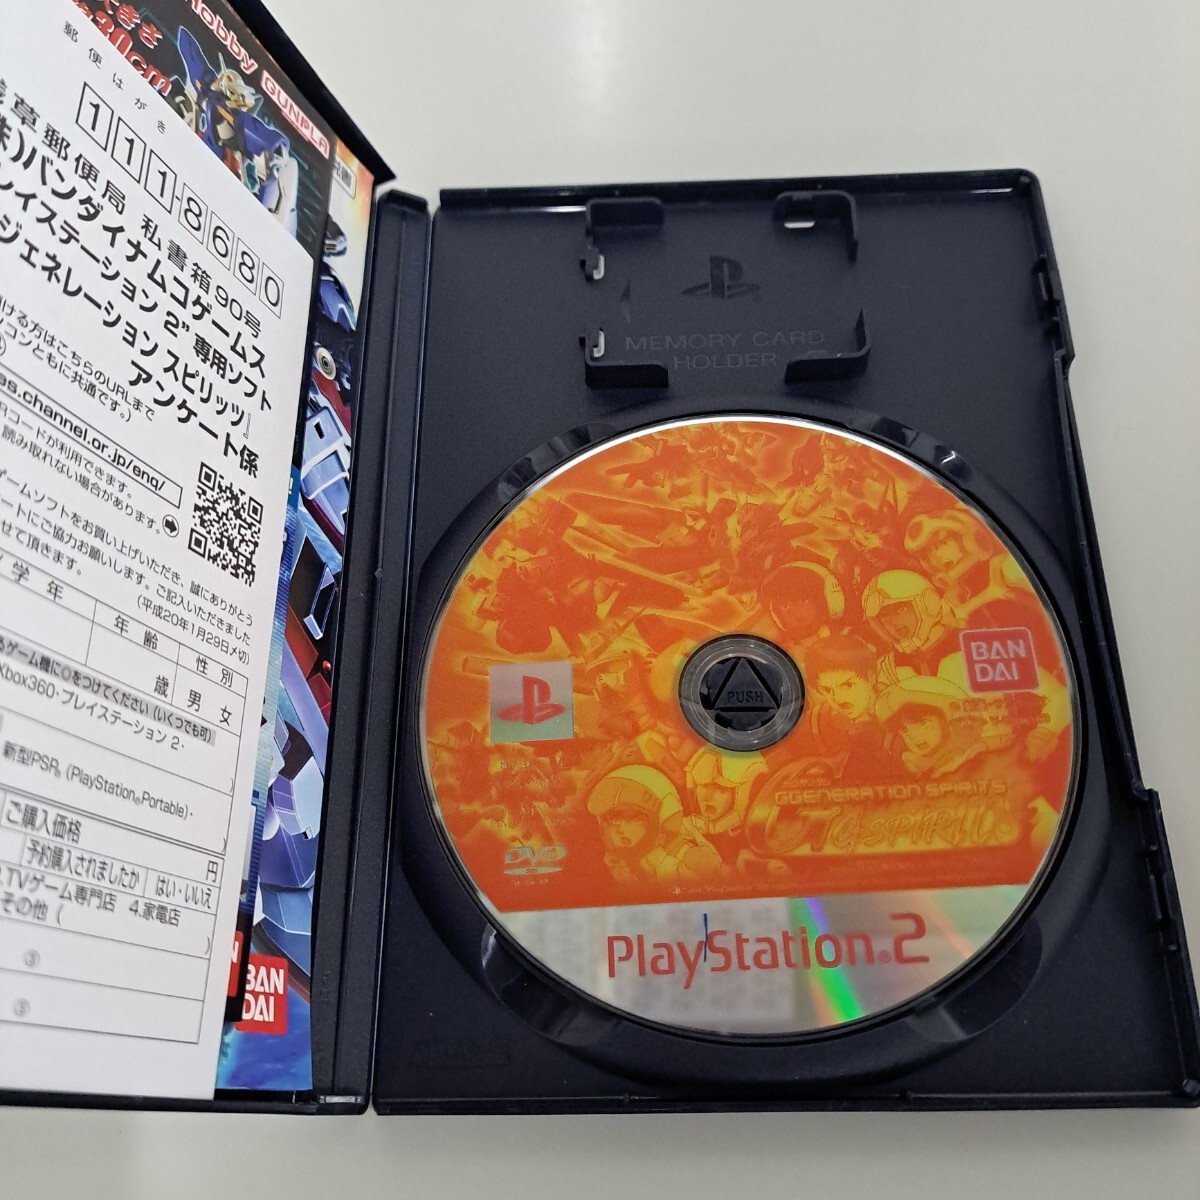 Hobby GUNPLA
郵便はがき
111-8680
草郵便局 私書箱90号
株)バンダイナムコゲームス
レイステーション2"専用ソフト
ジェネレーション スピリッツ』
アンケート係
ける方はこちらのURLまで
ソコンともに共通です。)
es.channel.or.jp/enq/
Rコードが利用できます。
読み取れない場合があります。
ゲームソフトをお買い上げいただき、誠にありがとう
ートにご協力お願いします。ご記入いただきました
せて頂きます。
(平成20年1月29日〆切)
学年
年齢
性別
歳
男 女
るゲーム機に○をつけてください (いくつでも可)
Xbox360・プレイステーション 2・
新型PSP® (PlayStation®Portable)・
ご購入価格
円
予約購入されましたか
はい・いいえ
TVゲーム専門店 4.家電店
その他 (
③
③
BAN
DAI
MEMORY CARD
HOLDER
PUSH
BAN
DAI
GGENERATION SPIRITS
SPIRITS
DVD
PlayStation®2